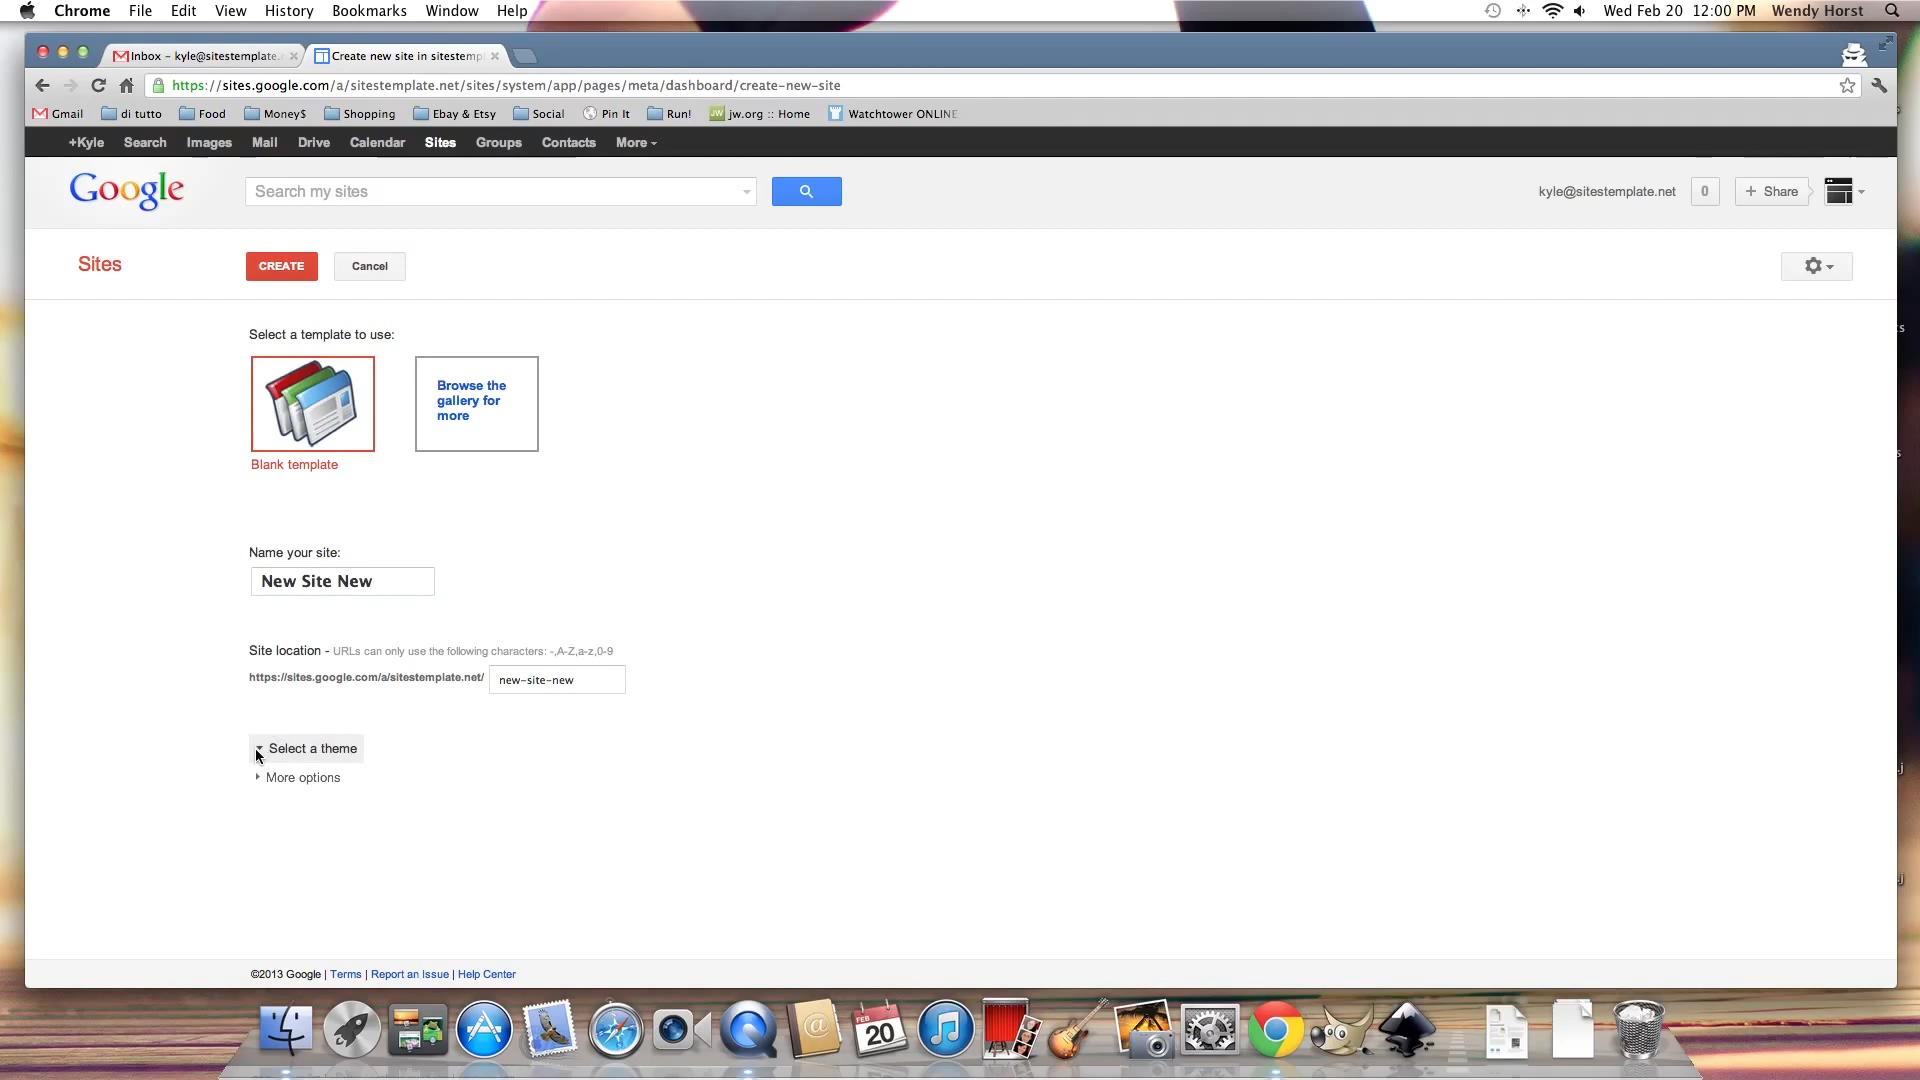 Chrome File Edit View History Bookmarks Window Help Wed Feb 20 12:00 PM Wendy Horst
Inbox - kyle@sitestemplate. Create new site in sitestemp
https://sites.google.com/a/sitestemplate.net/sites/system/app/pages/meta/dashboard/create-new-site
Gmail di tutto Food Money$ Shopping Ebay & Etsy Social Pin It Run! jw.org :: Home Watchtower ONLINE
+Kyle Search Images Mail Drive Calendar Sites Groups Contacts More
Google Search my sites kyle@sitestemplate.net 0 + Share
Sites CREATE Cancel
Select a template to use:
Browse the
gallery for
more
Blank template
Name your site:
New Site New
Site location - URLs can only use the following characters: -,A-Z,a-z,0-9
https://sites.google.com/a/sitestemplate.net/ new-site-new
Select a theme
More options
©2013 Google | Terms | Report an Issue | Help Center
FEB
20